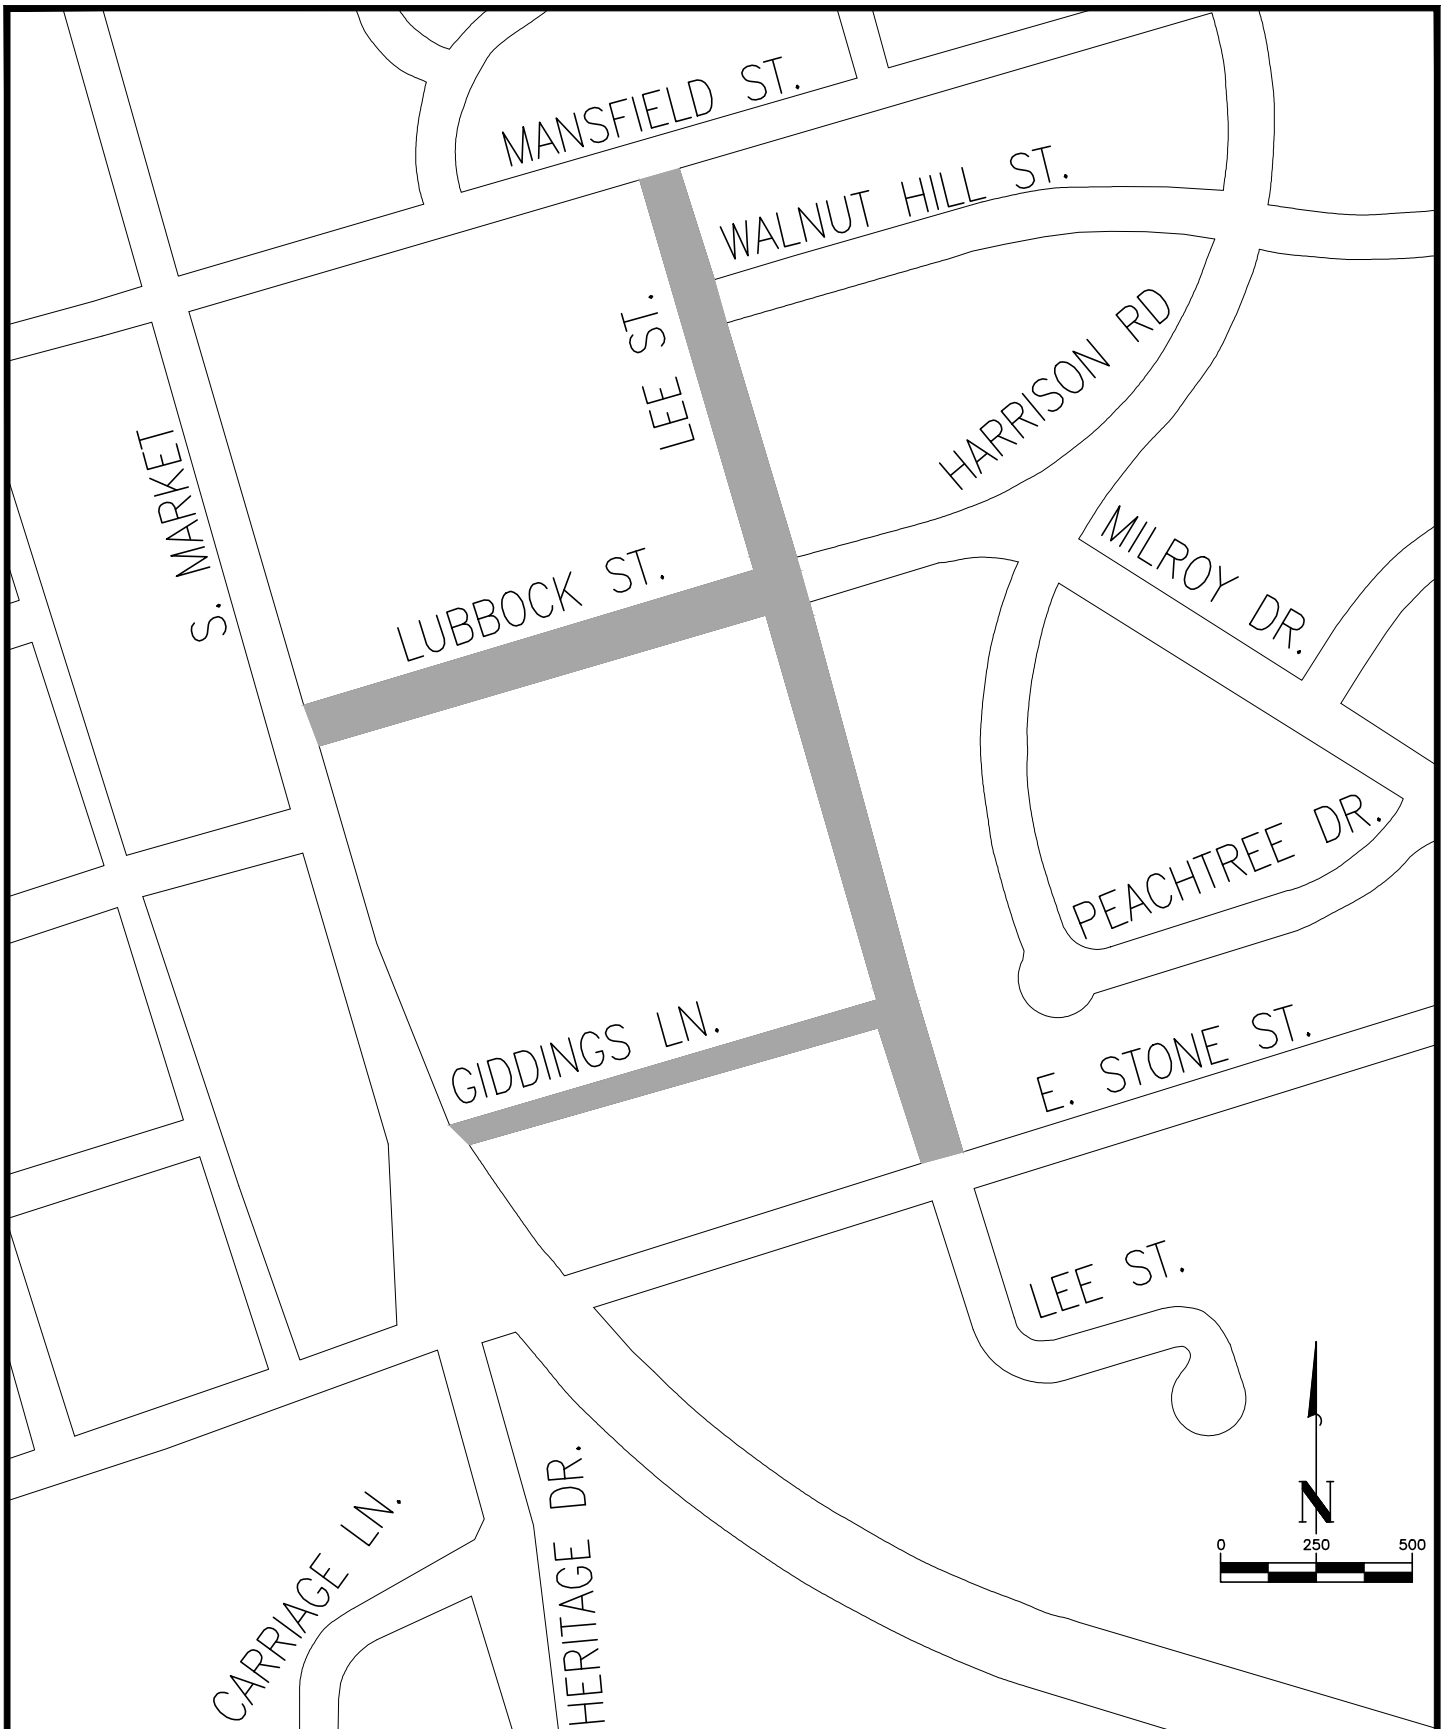 MANSFIELD ST.
WALNUT HILL ST.
LEE ST.
HARRISON RD
S. MARKET
MILROY DR.
LUBBOCK ST.
PEACHTREE DR.
GIDDINGS LN.
E. STONE ST.
LEE ST.
HERITAGE DR.
CARRIAGE LN.
N
0 250 500